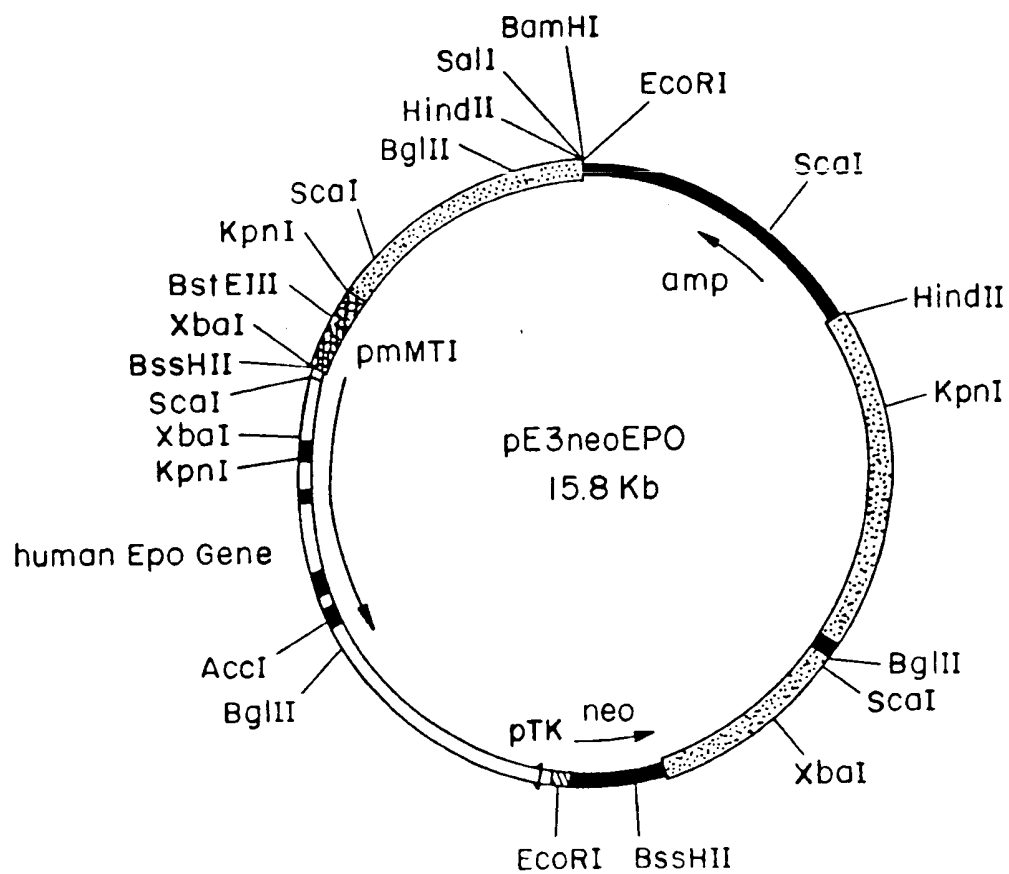 BamHI
SalI
EcoRI
HindII
BglII
ScaI
ScaI
KpnI
amp
BstEIII
HindII
XbaI
pmMTI
BssHII
KpnI
ScaI
XbaI
pE3neoEPO
KpnI
15.8 Kb
human Epo Gene
AccI
BglII
BglII
ScaI
neo
pTK
XbaI
EcoRI
BssHII